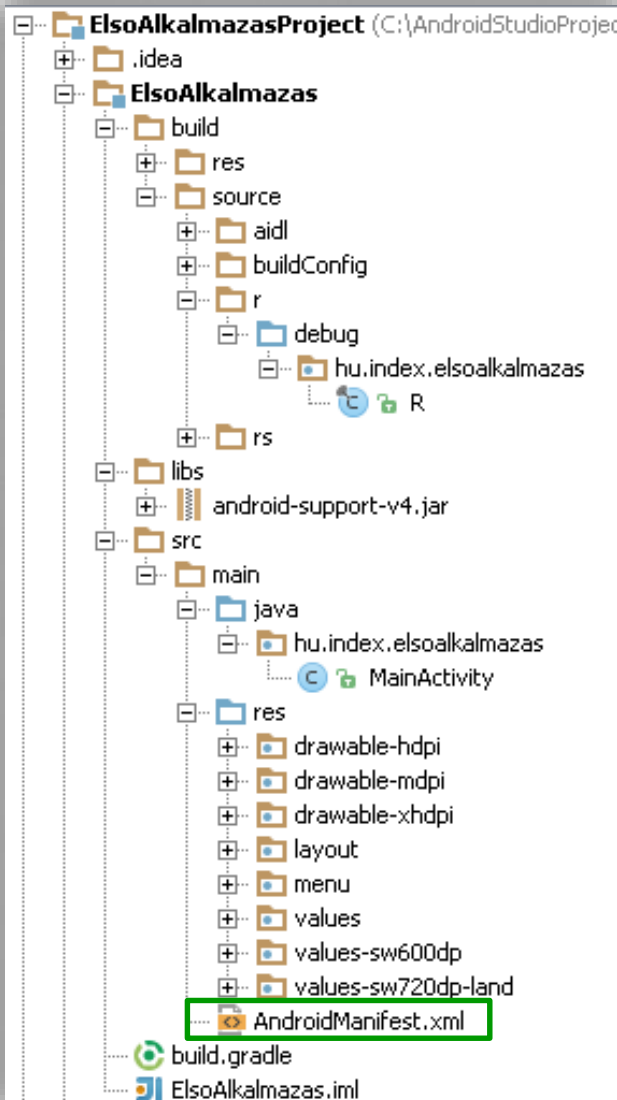 ElsoAlkalmazasProject (C:\AndroidStudioProjec
.idea
ElsoAlkalmazas
build
res
source
aidl
buildConfig
r
debug
hu.index.elsoalkalmazas
R
rs
libs
android-support-v4.jar
src
main
java
hu.index.elsoalkalmazas
MainActivity
res
drawable-hdpi
drawable-mdpi
drawable-xhdpi
layout
menu
values
values-sw600dp
values-sw720dp-land
AndroidManifest.xml
build.gradle
ElsoAlkalmazas.iml